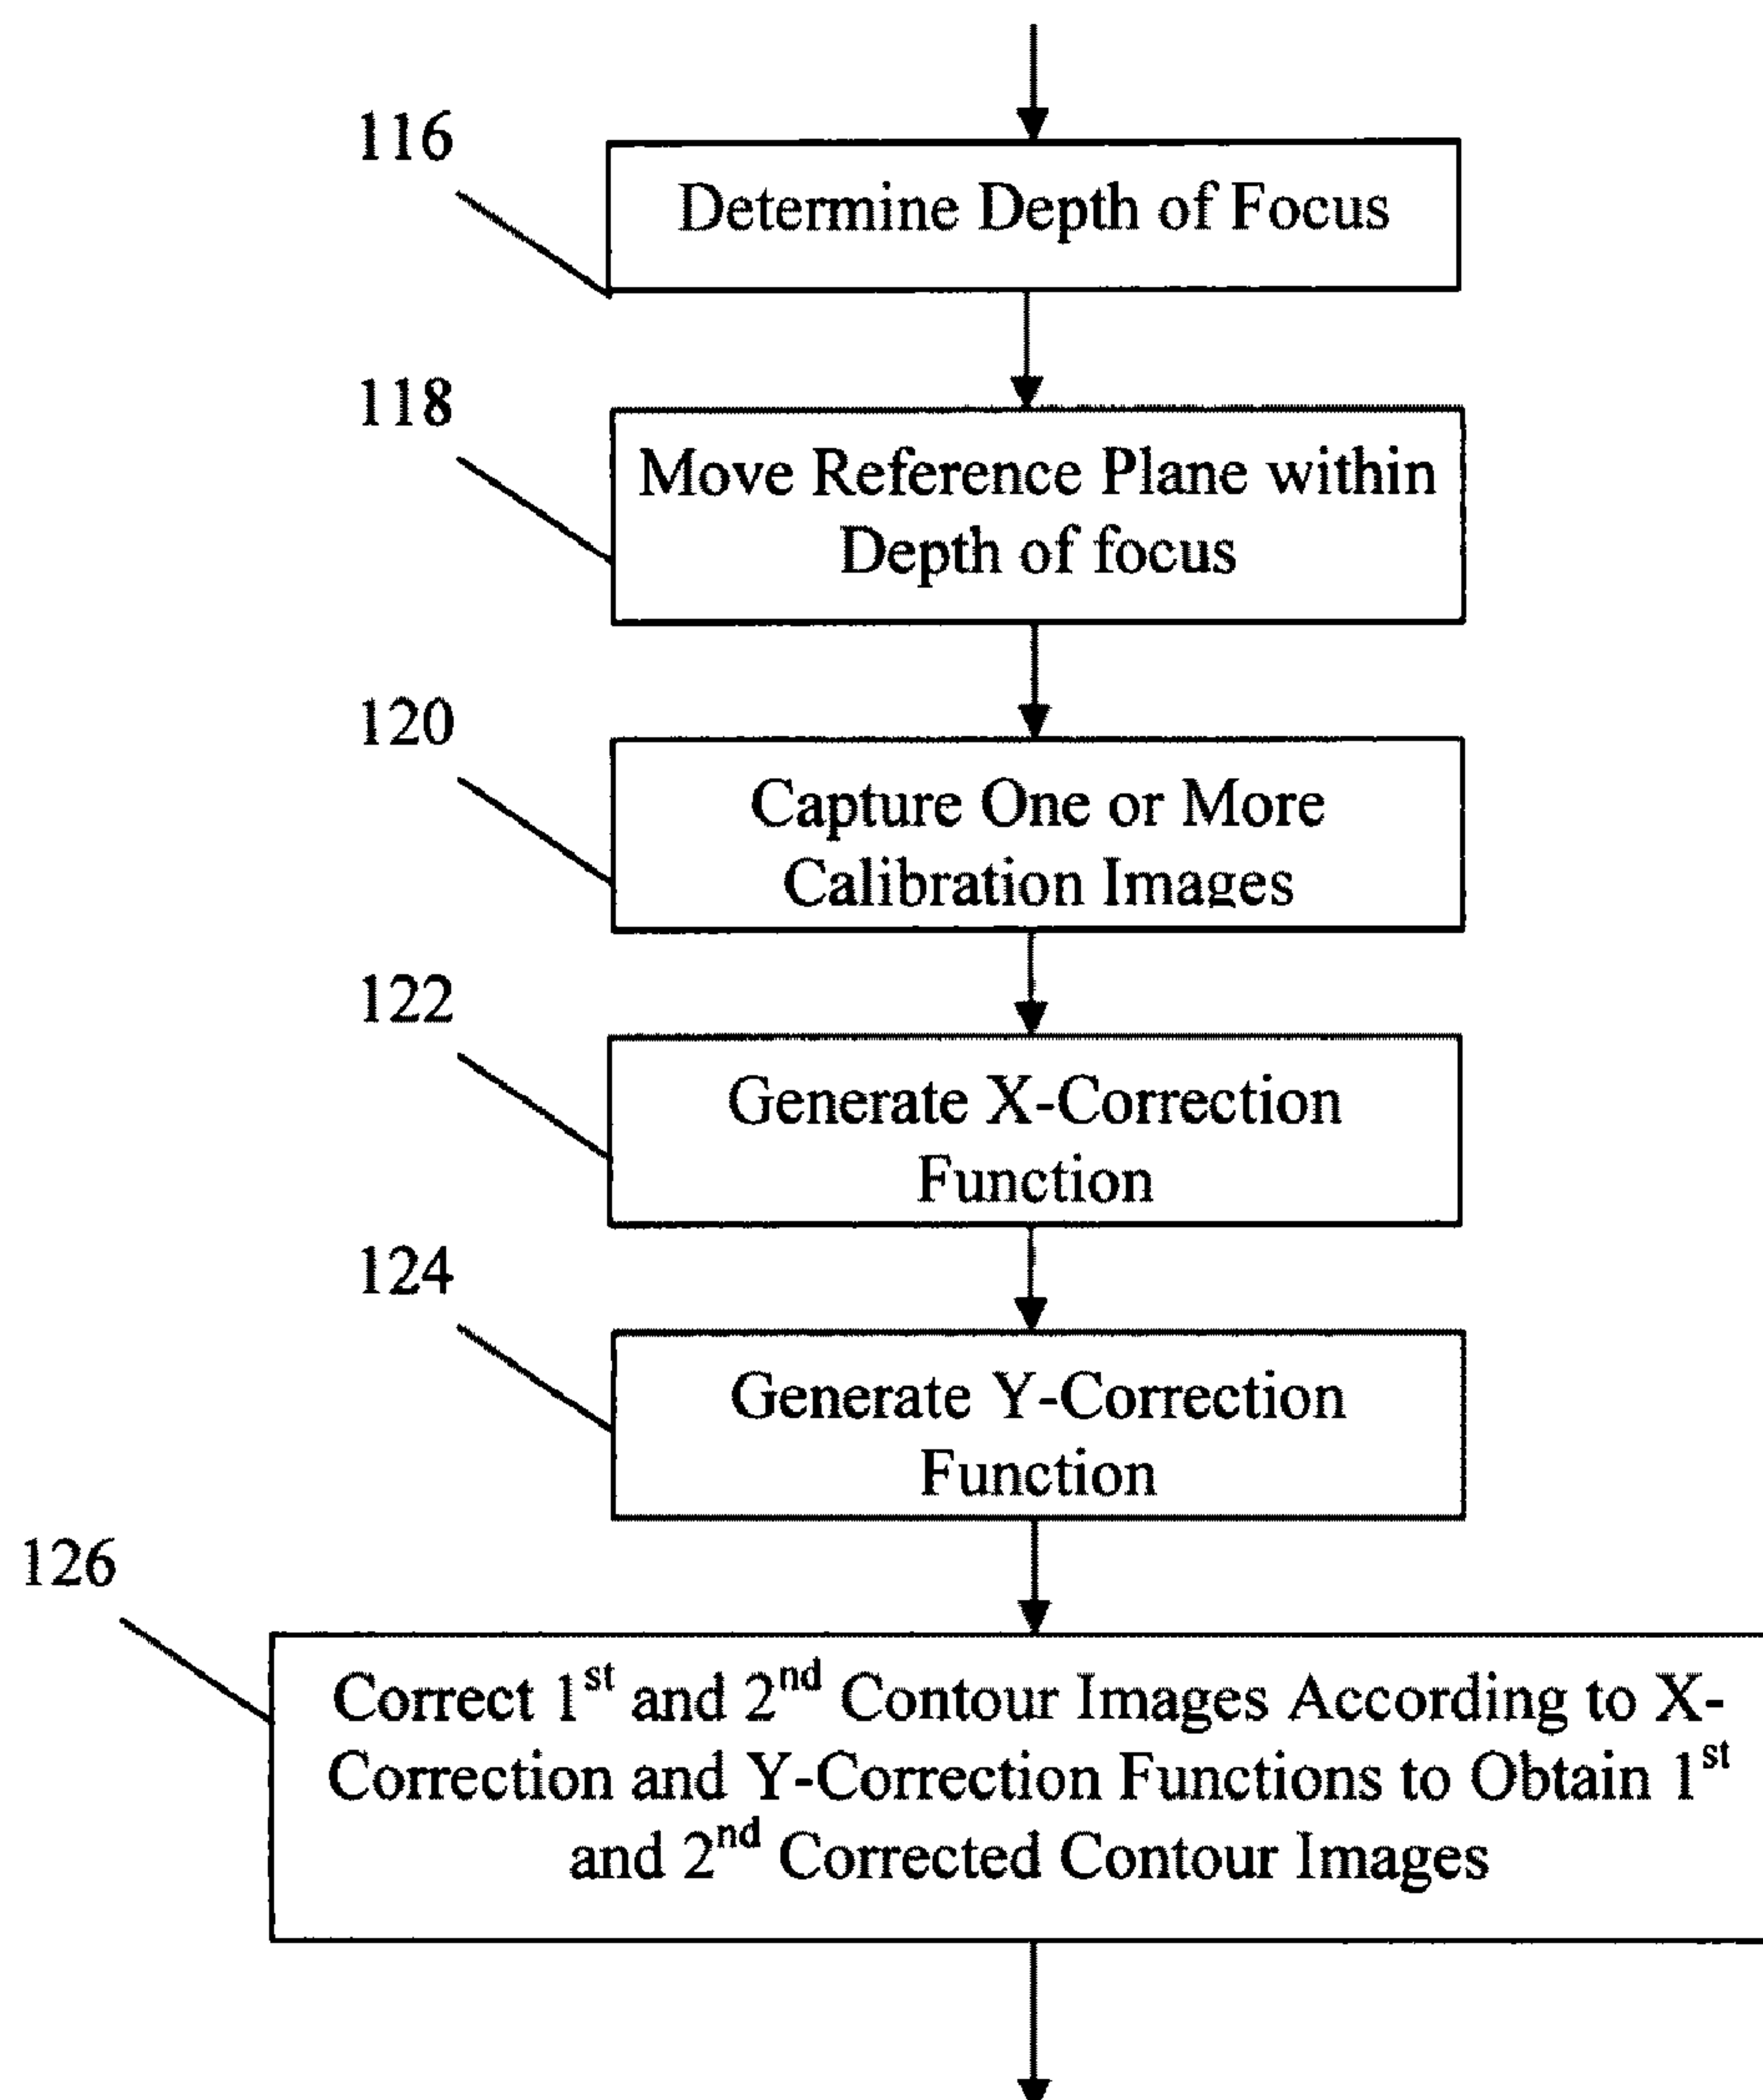 116
Determine Depth of Focus
118
Move Reference Plane within
Depth of focus
120
Capture One or More
Calibration Images
122
Generate X-Correction
Function
124
Generate Y-Correction
Function
126
Correct 1st and 2nd Contour Images According to X-
Correction and Y-Correction Functions to Obtain 1st
and 2nd Corrected Contour Images